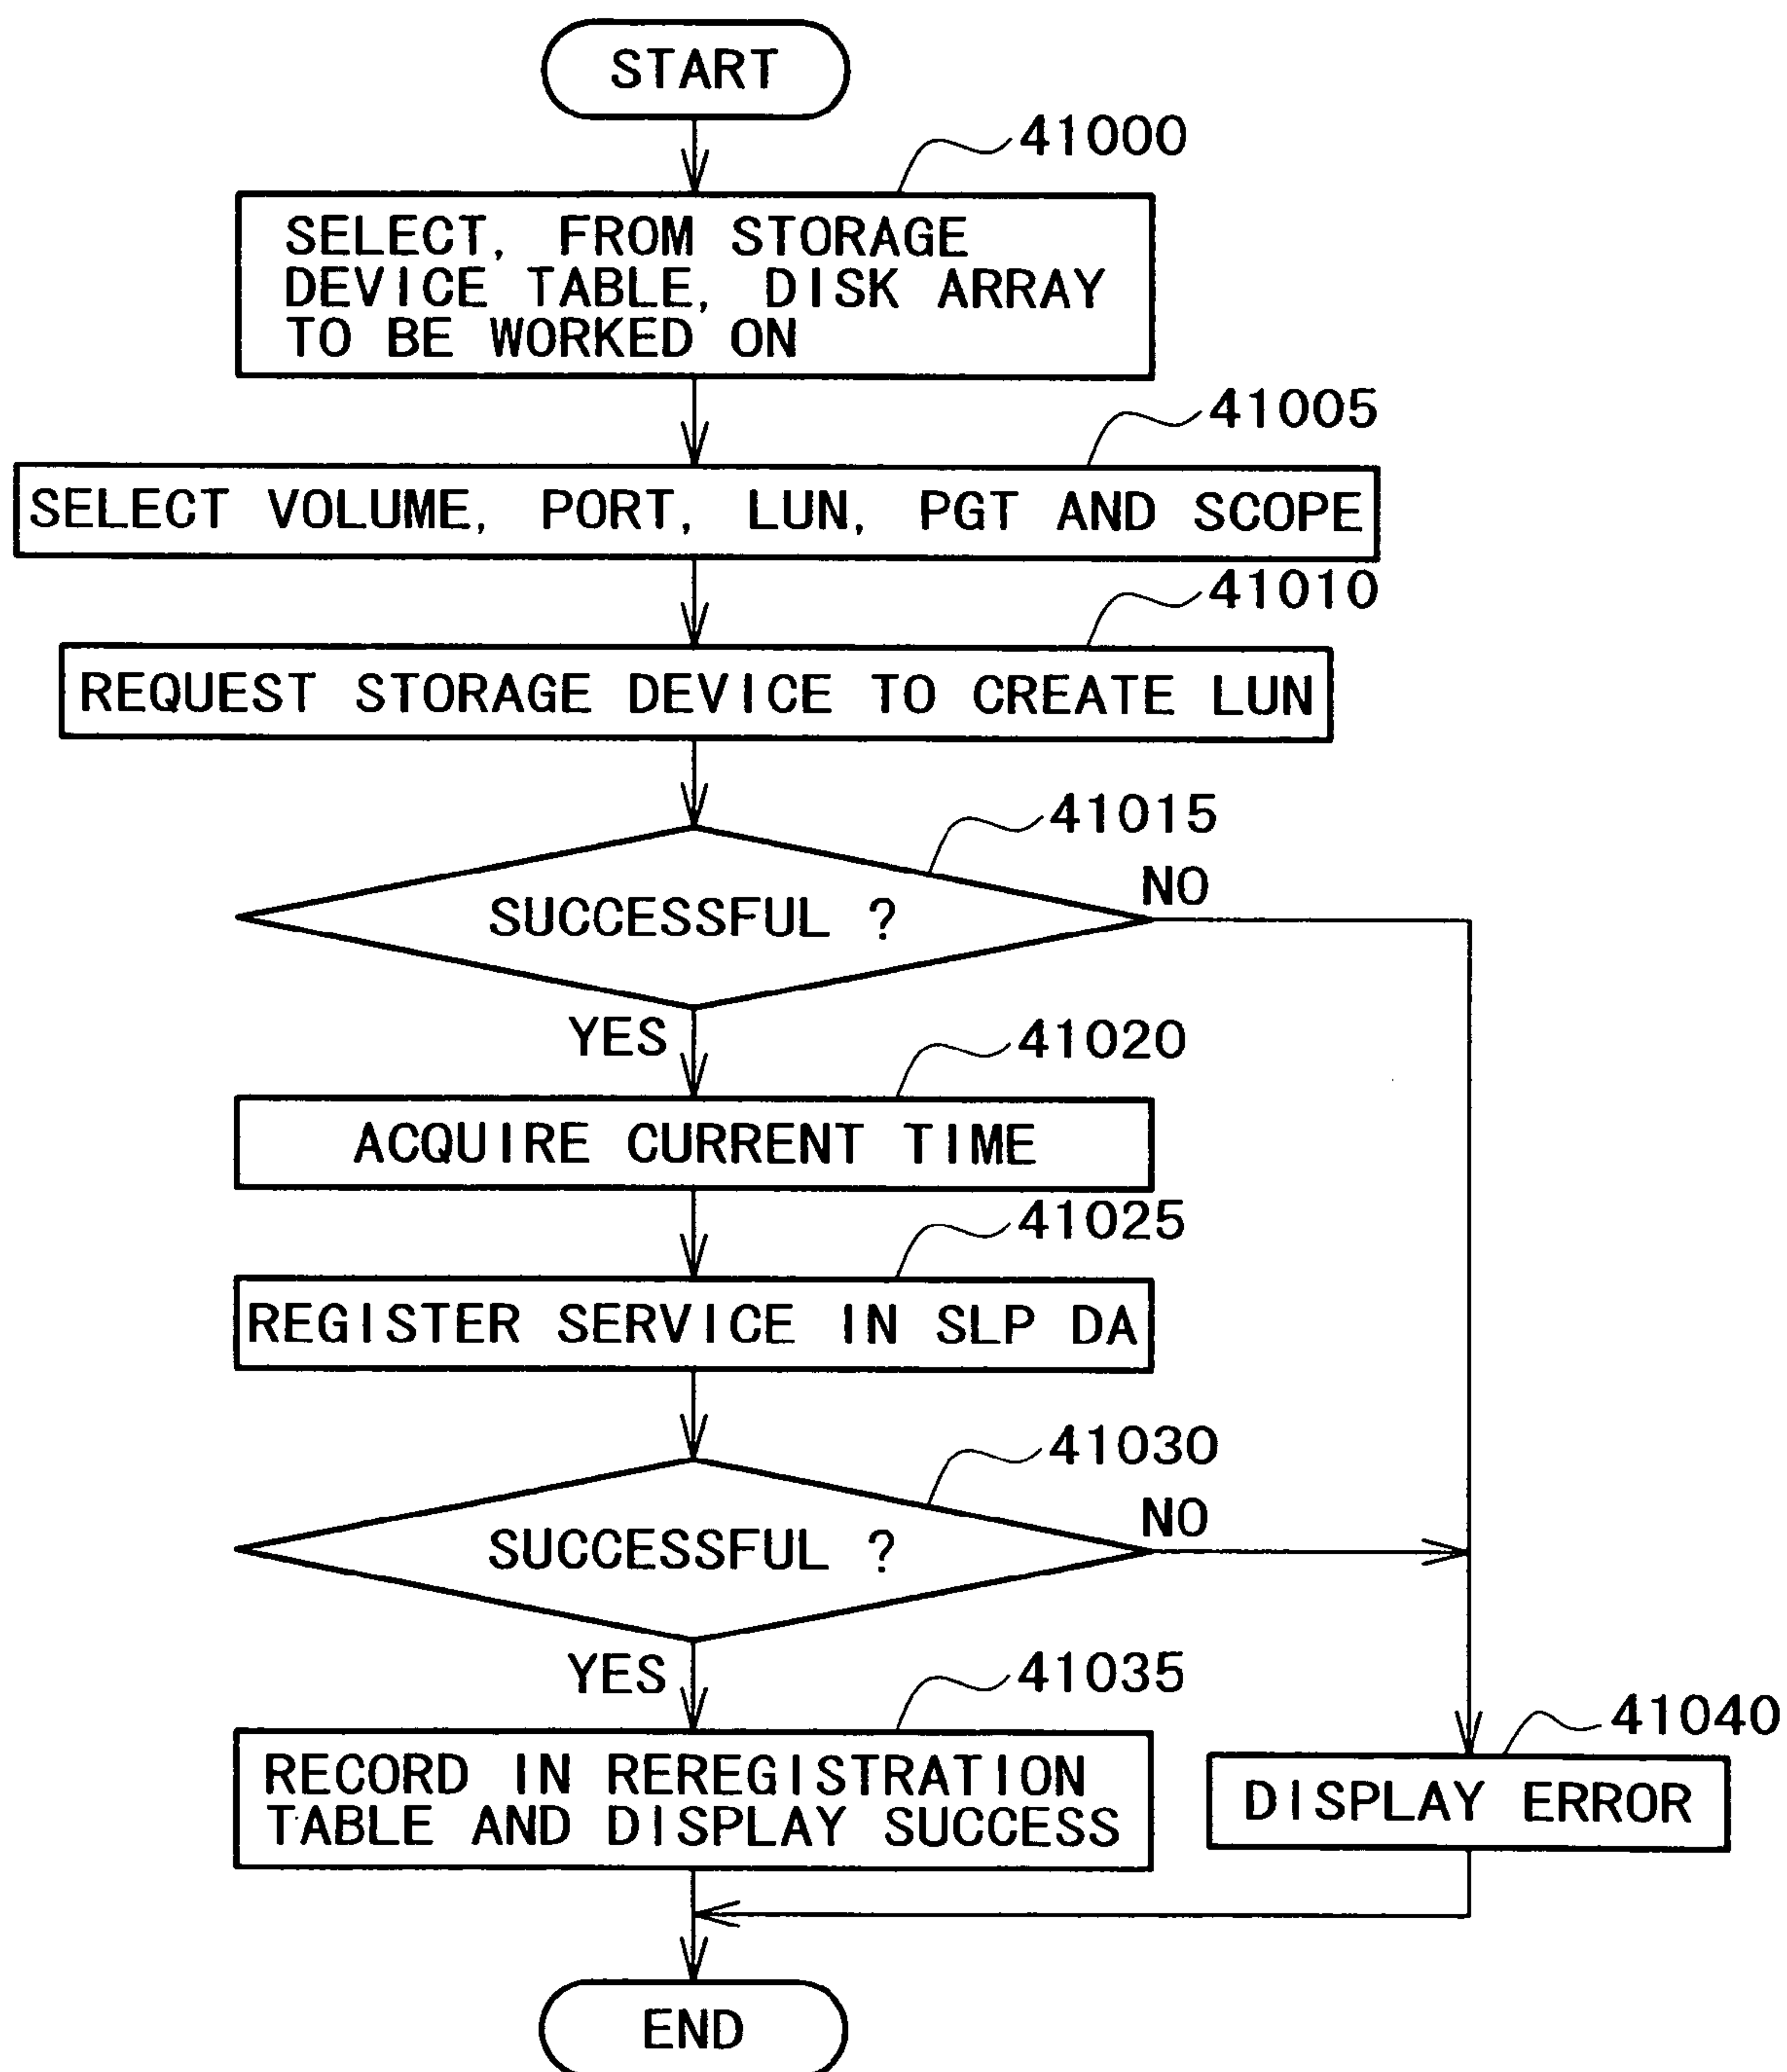 START
41000
SELECT, FROM STORAGE
DEVICE TABLE, DISK ARRAY
TO BE WORKED ON
41005
SELECT VOLUME, PORT, LUN, PGT AND SCOPE
41010
REQUEST STORAGE DEVICE TO CREATE LUN
41015
SUCCESSFUL ?
NO
YES
41020
ACQUIRE CURRENT TIME
41025
REGISTER SERVICE IN SLP DA
41030
SUCCESSFUL ?
NO
YES
41035
RECORD IN REREGISTRATION
TABLE AND DISPLAY SUCCESS
41040
DISPLAY ERROR
END